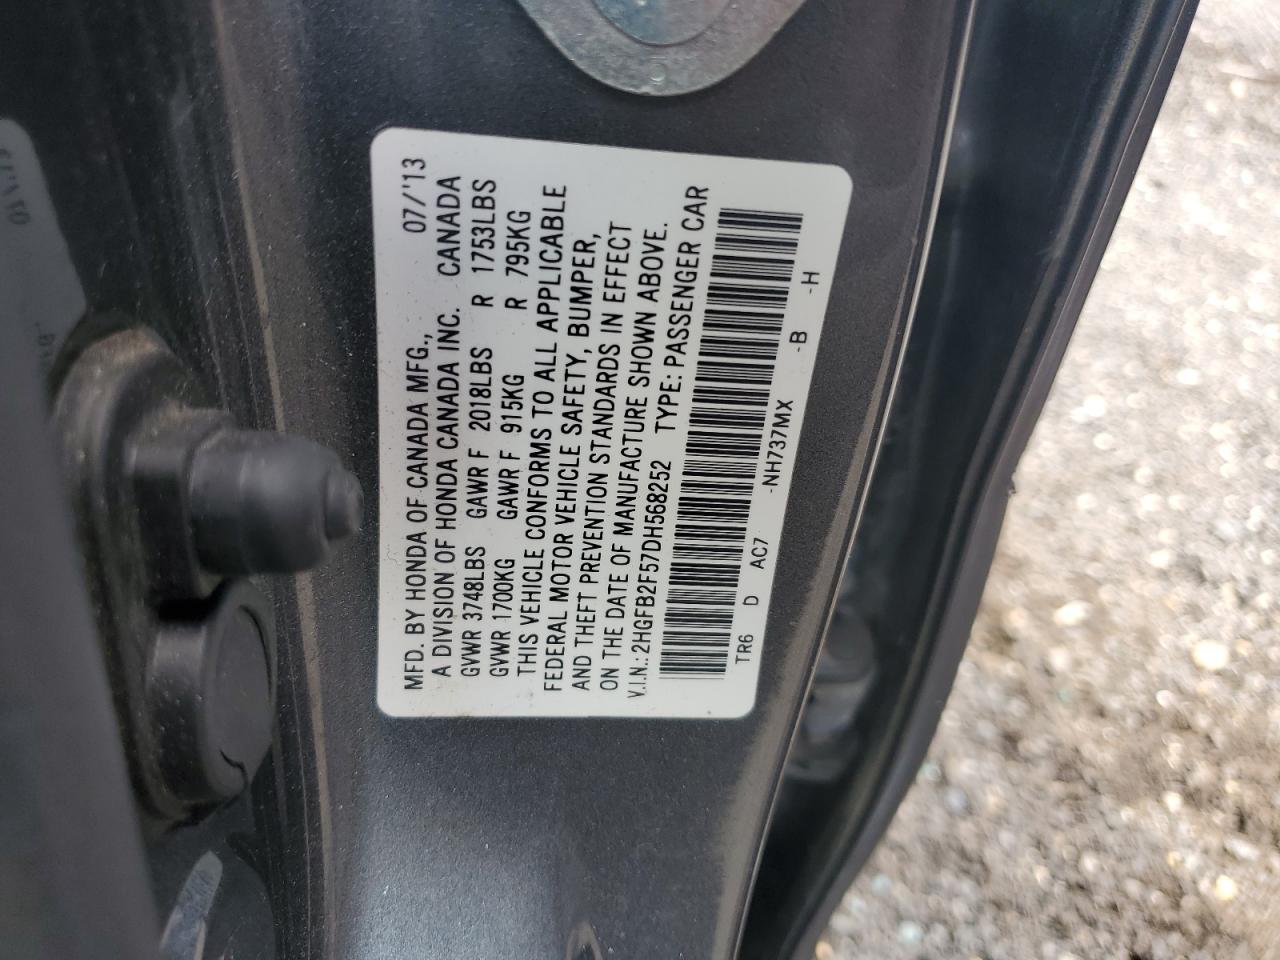 MFD. BY HONDA OF CANADA MFG., 07/'13
A DIVISION OF HONDA CANADA INC. CANADA
GVWR 3748LBS GAWR F 2018LBS R 1753LBS
GVWR 1700KG GAWR F 915KG R 795KG
THIS VEHICLE CONFORMS TO ALL APPLICABLE
FEDERAL MOTOR VEHICLE SAFETY, BUMPER,
AND THEFT PREVENTION STANDARDS IN EFFECT
ON THE DATE OF MANUFACTURE SHOWN ABOVE.
V.I.N.: 2HGFB2F57DH568252 TYPE: PASSENGER CAR
TR6 D AC7 -NH737MX -B -H